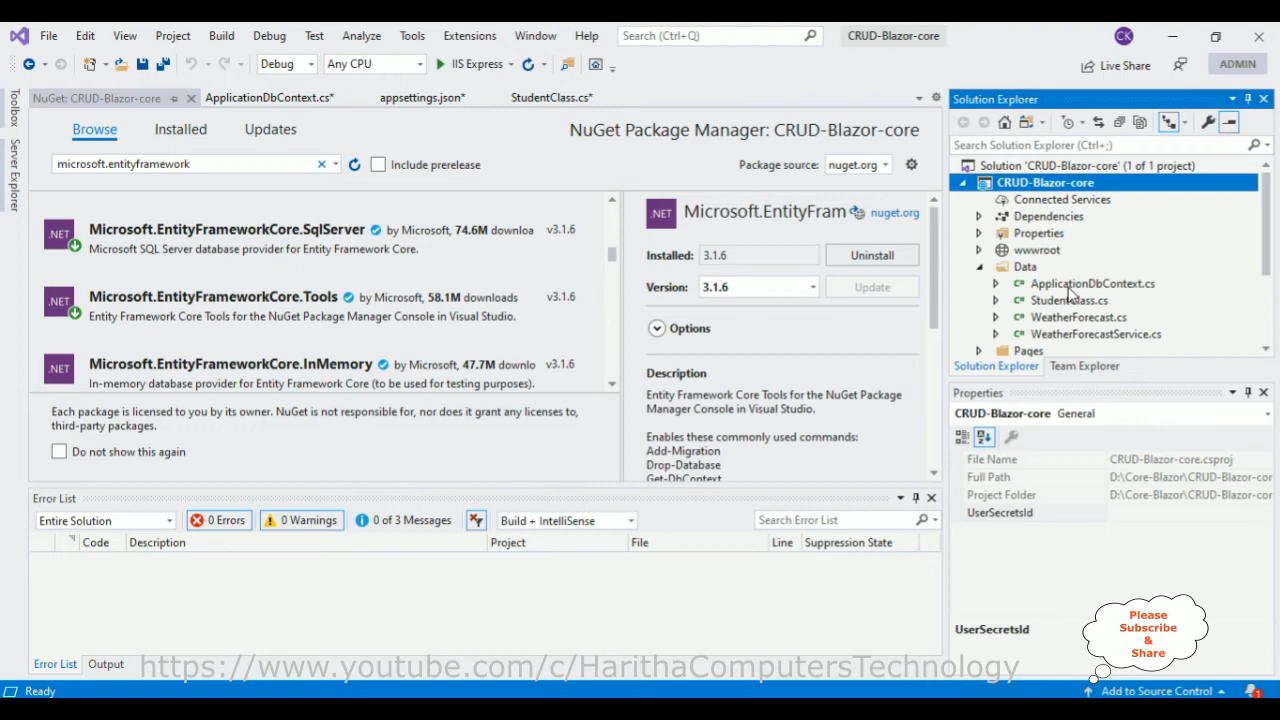 File Edit View Project Build Debug Test Analyze Tools Extensions Window Help Search (Ctrl+Q) CRUD-Blazor-core CK
Debug Any CPU IIS Express Live Share ADMIN
Toolbox
Server Explorer
NuGet: CRUD-Blazor-core ApplicationDbContext.cs* appsettings.json* StudentClass.cs*
Browse Installed Updates NuGet Package Manager: CRUD-Blazor-core
microsoft.entityframework Include prerelease Package source: nuget.org
.NET Microsoft.EntityFrameworkCore.SqlServer by Microsoft, 74.6M downloa v3.1.6
Microsoft SQL Server database provider for Entity Framework Core.
.NET Microsoft.EntityFrameworkCore.Tools by Microsoft, 58.1M downloads v3.1.6
Entity Framework Core Tools for the NuGet Package Manager Console in Visual Studio.
.NET Microsoft.EntityFrameworkCore.InMemory by Microsoft, 47.7M downlo v3.1.6
In-memory database provider for Entity Framework Core (to be used for testing purposes).
Each package is licensed to you by its owner. NuGet is not responsible for, nor does it grant any licenses to,
third-party packages.
Do not show this again
.NET Microsoft.EntityFram nuget.org
Installed: 3.1.6 Uninstall
Version: 3.1.6 Update
Options
Description
Entity Framework Core Tools for the NuGet Package
Manager Console in Visual Studio.
Enables these commonly used commands:
Add-Migration
Drop-Database
Get-DbContext
Error List
Entire Solution 0 Errors 0 Warnings 0 of 3 Messages Build + IntelliSense Search Error List
Code Description Project File Line Suppression State
Error List Output
Solution Explorer
Search Solution Explorer (Ctrl+;)
Solution 'CRUD-Blazor-core' (1 of 1 project)
CRUD-Blazor-core
Connected Services
Dependencies
Properties
wwwroot
Data
C# ApplicationDbContext.cs
C# StudentClass.cs
C# WeatherForecast.cs
C# WeatherForecastService.cs
Pages
Solution Explorer Team Explorer
Properties
CRUD-Blazor-core General
File Name CRUD-Blazor-core.csproj
Full Path D:\Core-Blazor\CRUD-Blazor-cor
Project Folder D:\Core-Blazor\CRUD-Blazor-cor
UserSecretsId
UserSecretsId
Please
Subscribe
&
Share
https://www.youtube.com/c/HarithaComputersTechnology
Ready Add to Source Control 1